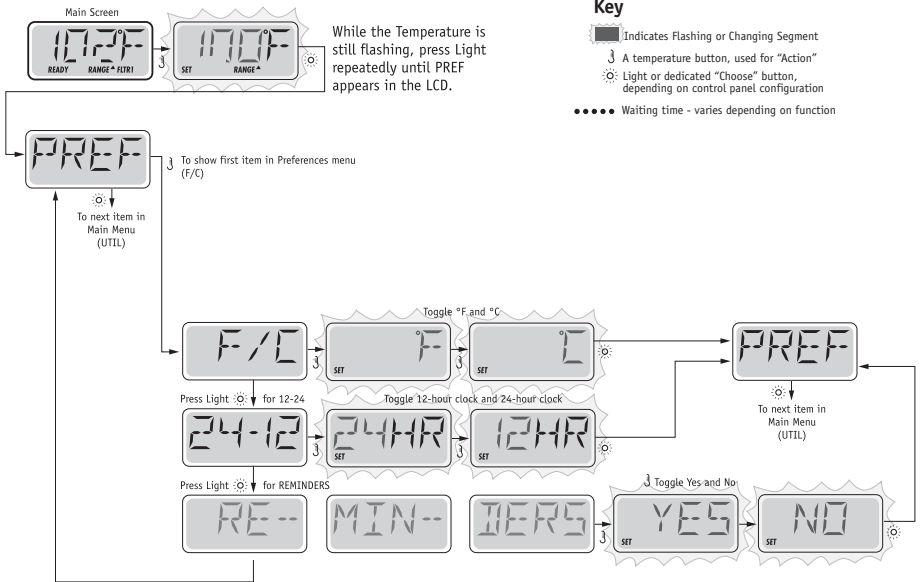 Main Screen
102°F
READY RANGE FLTR1
100°F
SET RANGE
While the Temperature is
still flashing, press Light
repeatedly until PREF
appears in the LCD.
Key
Indicates Flashing or Changing Segment
A temperature button, used for “Action”
Light or dedicated “Choose” button,
depending on control panel configuration
Waiting time - varies depending on function
PREF
To show first item in Preferences menu
(F/C)
To next item in
Main Menu
(UTIL)
Toggle °F and °C
F/C
°F
SET
°C
SET
PREF
To next item in
Main Menu
(UTIL)
Press Light for 12-24
Toggle 12-hour clock and 24-hour clock
24-12
24HR
SET
12HR
SET
Press Light for REMINDERS
Toggle Yes and No
RE--
MIN--
DERS
YES
SET
NO
SET